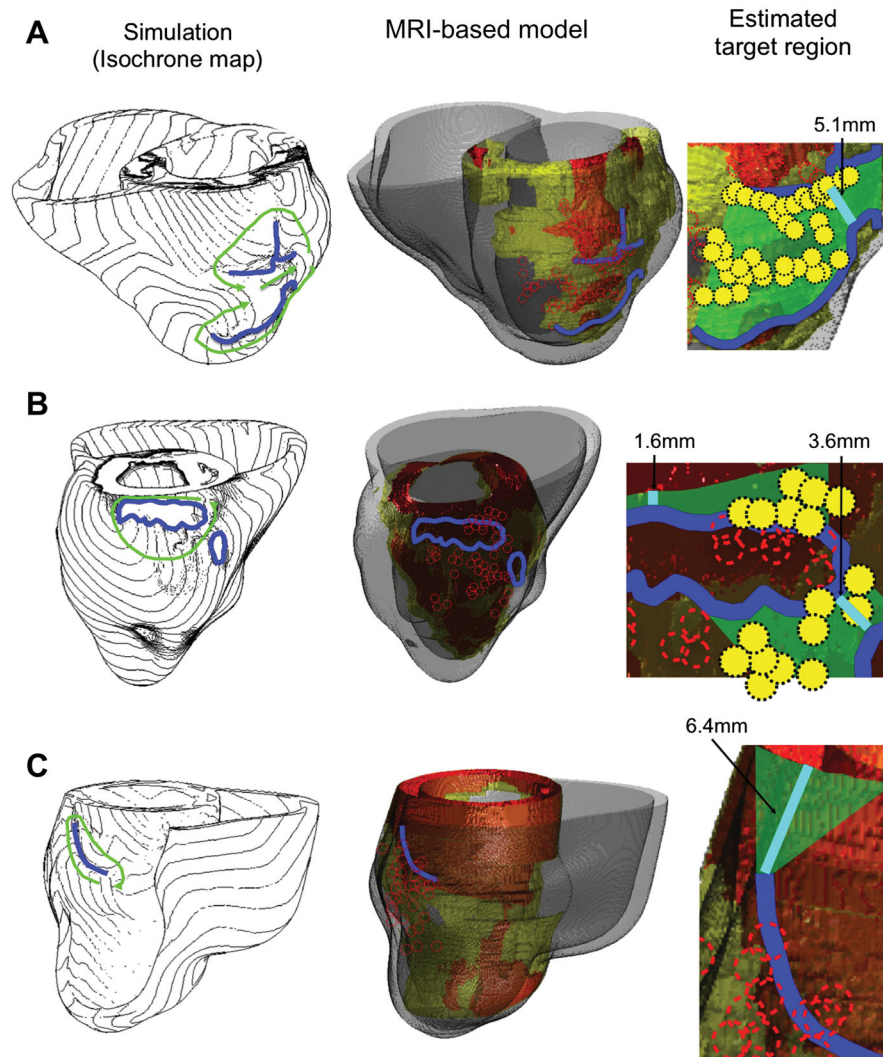 A
Simulation
(Isochrone map)
MRI-based model
Estimated
target region
5.1mm
B
1.6mm
3.6mm
C
6.4mm